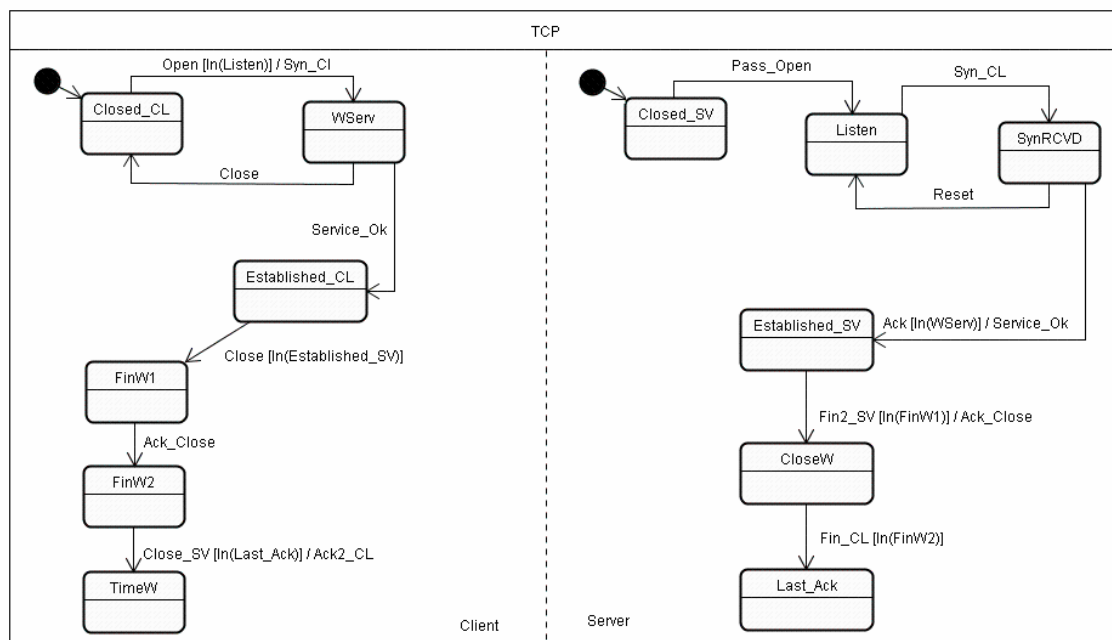 TCP
Open [In(Listen)] / Syn_Cl
Closed_CL
WServ
Close
Service_Ok
Established_CL
Close [In(Established_SV)]
FinW1
Ack_Close
FinW2
Close_SV [In(Last_Ack)] / Ack2_CL
TimeW
Client
Pass_Open
Syn_CL
Closed_SV
Listen
SynRCVD
Reset
Ack [In(WServ)] / Service_Ok
Established_SV
Fin2_SV [In(FinW1)] / Ack_Close
CloseW
Fin_CL [In(FinW2)]
Last_Ack
Server